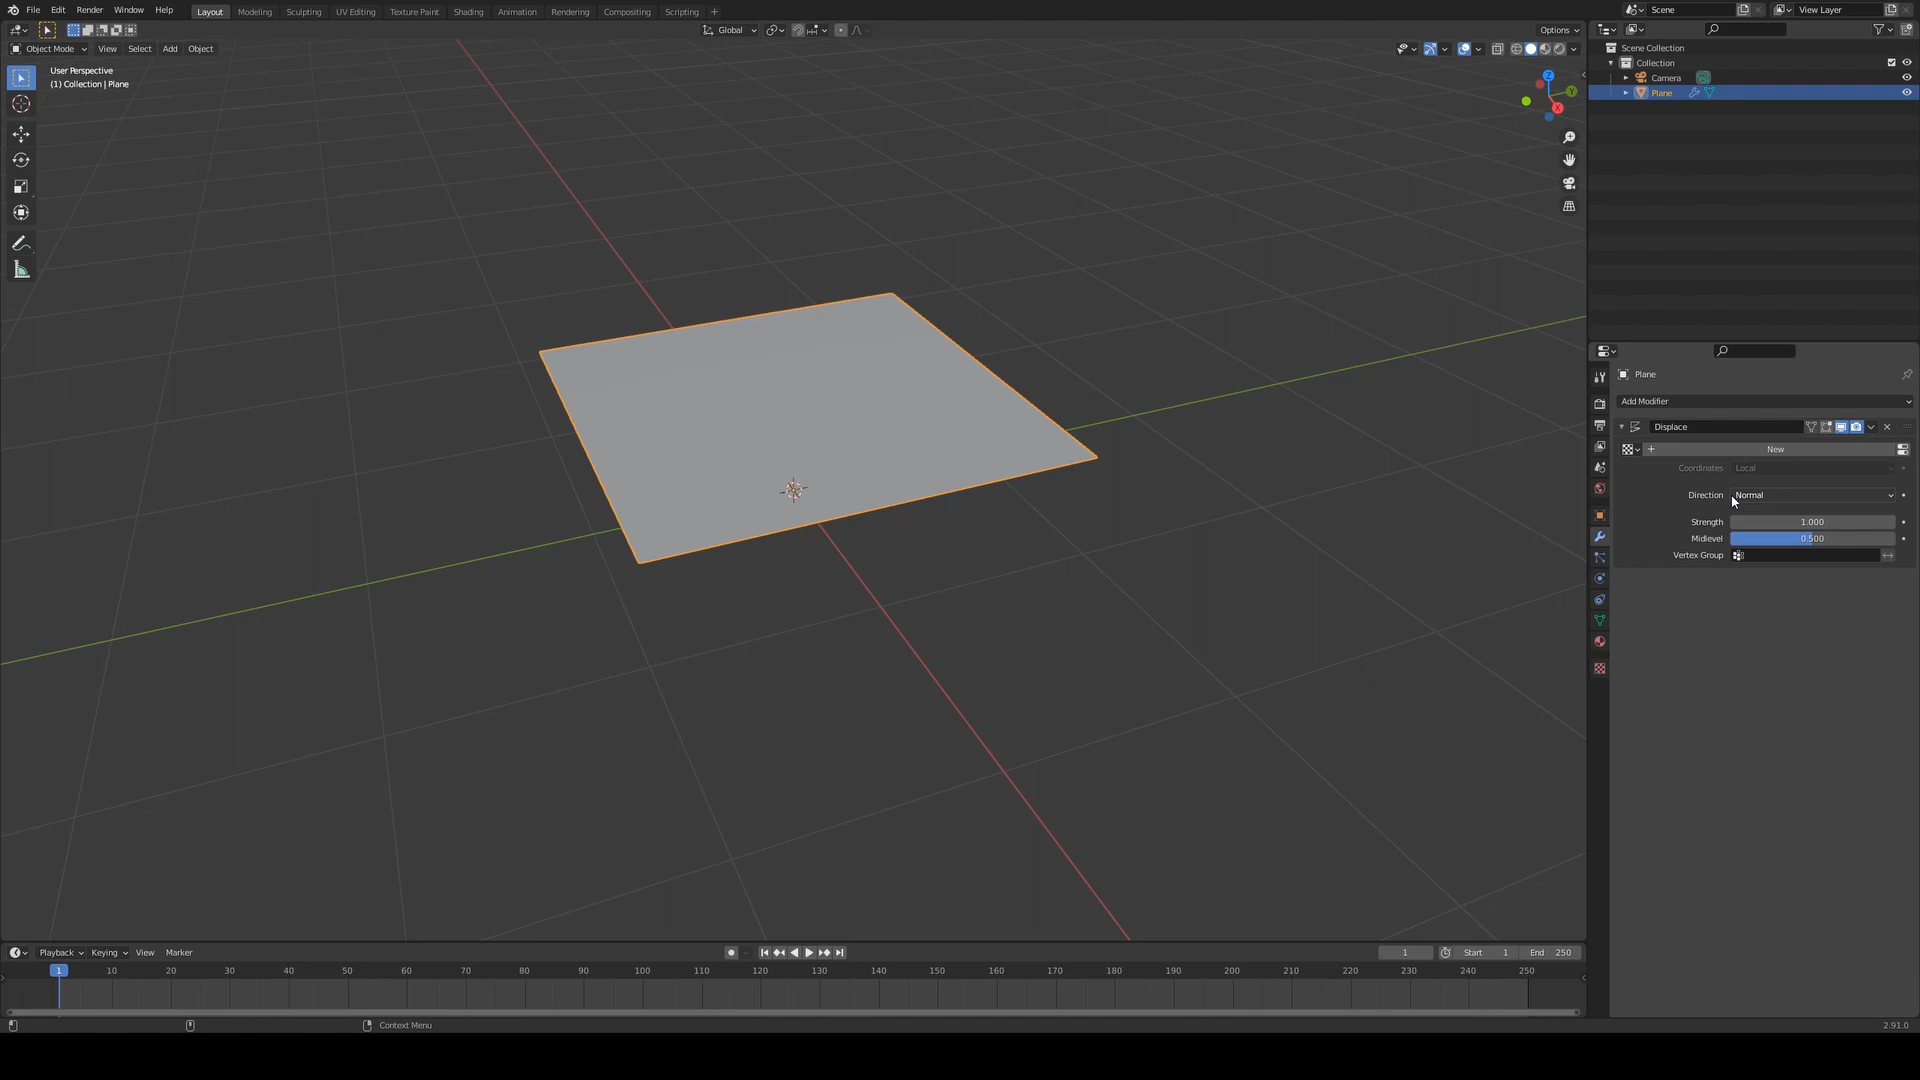 File Edit Render Window Help Layout Modeling Sculpting UV Editing Texture Paint Shading Animation Rendering Compositing Scripting + Scene View Layer
Global Options
Object Mode View Select Add Object
User Perspective
(1) Collection | Plane
Z
Y
X
Scene Collection
Collection
Camera
Plane
Plane
Add Modifier
Displace
New
Coordinates Local
Direction Normal
Strength 1.000
Midlevel 0.500
Vertex Group
Playback Keying View Marker 1 Start 1 End 250
1 10 20 30 40 50 60 70 80 90 100 110 120 130 140 150 160 170 180 190 200 210 220 230 240 250
Context Menu 2.91.0